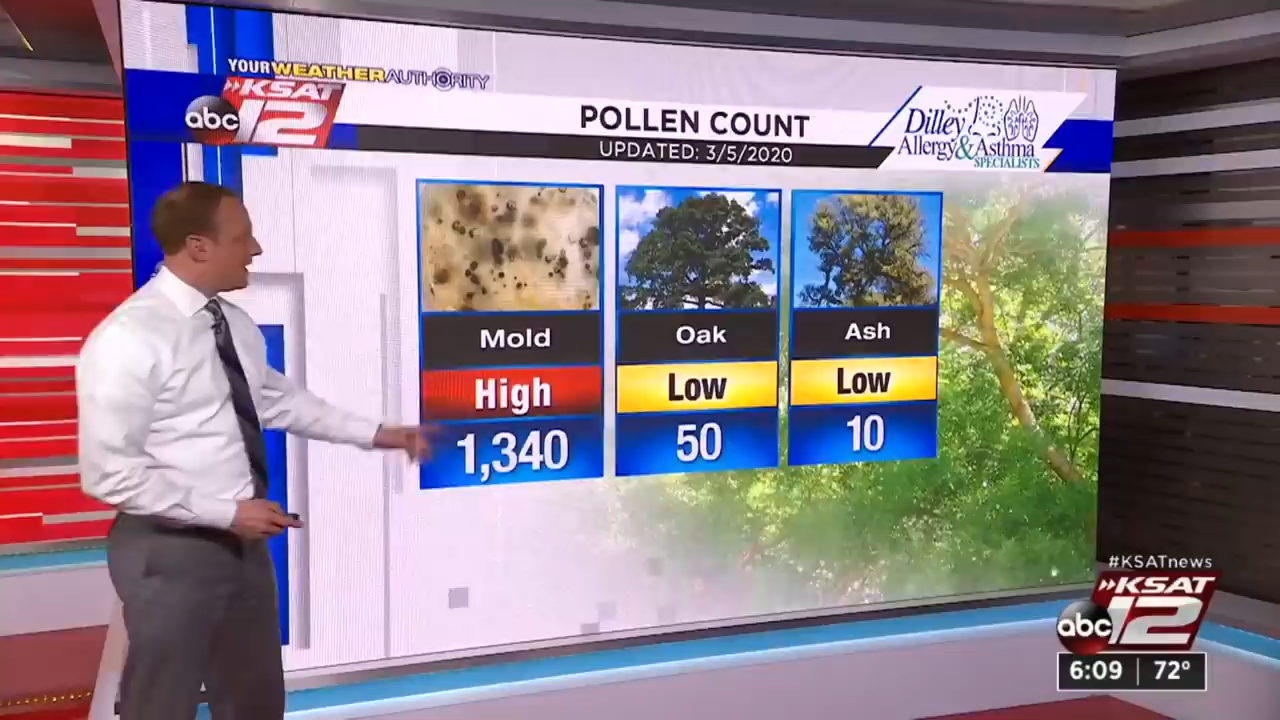 YOUR WEATHER AUTHORITY
KSAT
abc 12
POLLEN COUNT
UPDATED: 3/5/2020
Dilley
Allergy & Asthma
SPECIALISTS
Mold
High
1,340
Oak
Low
50
Ash
Low
10
#KSATnews
KSAT
abc 12
6:09 72°